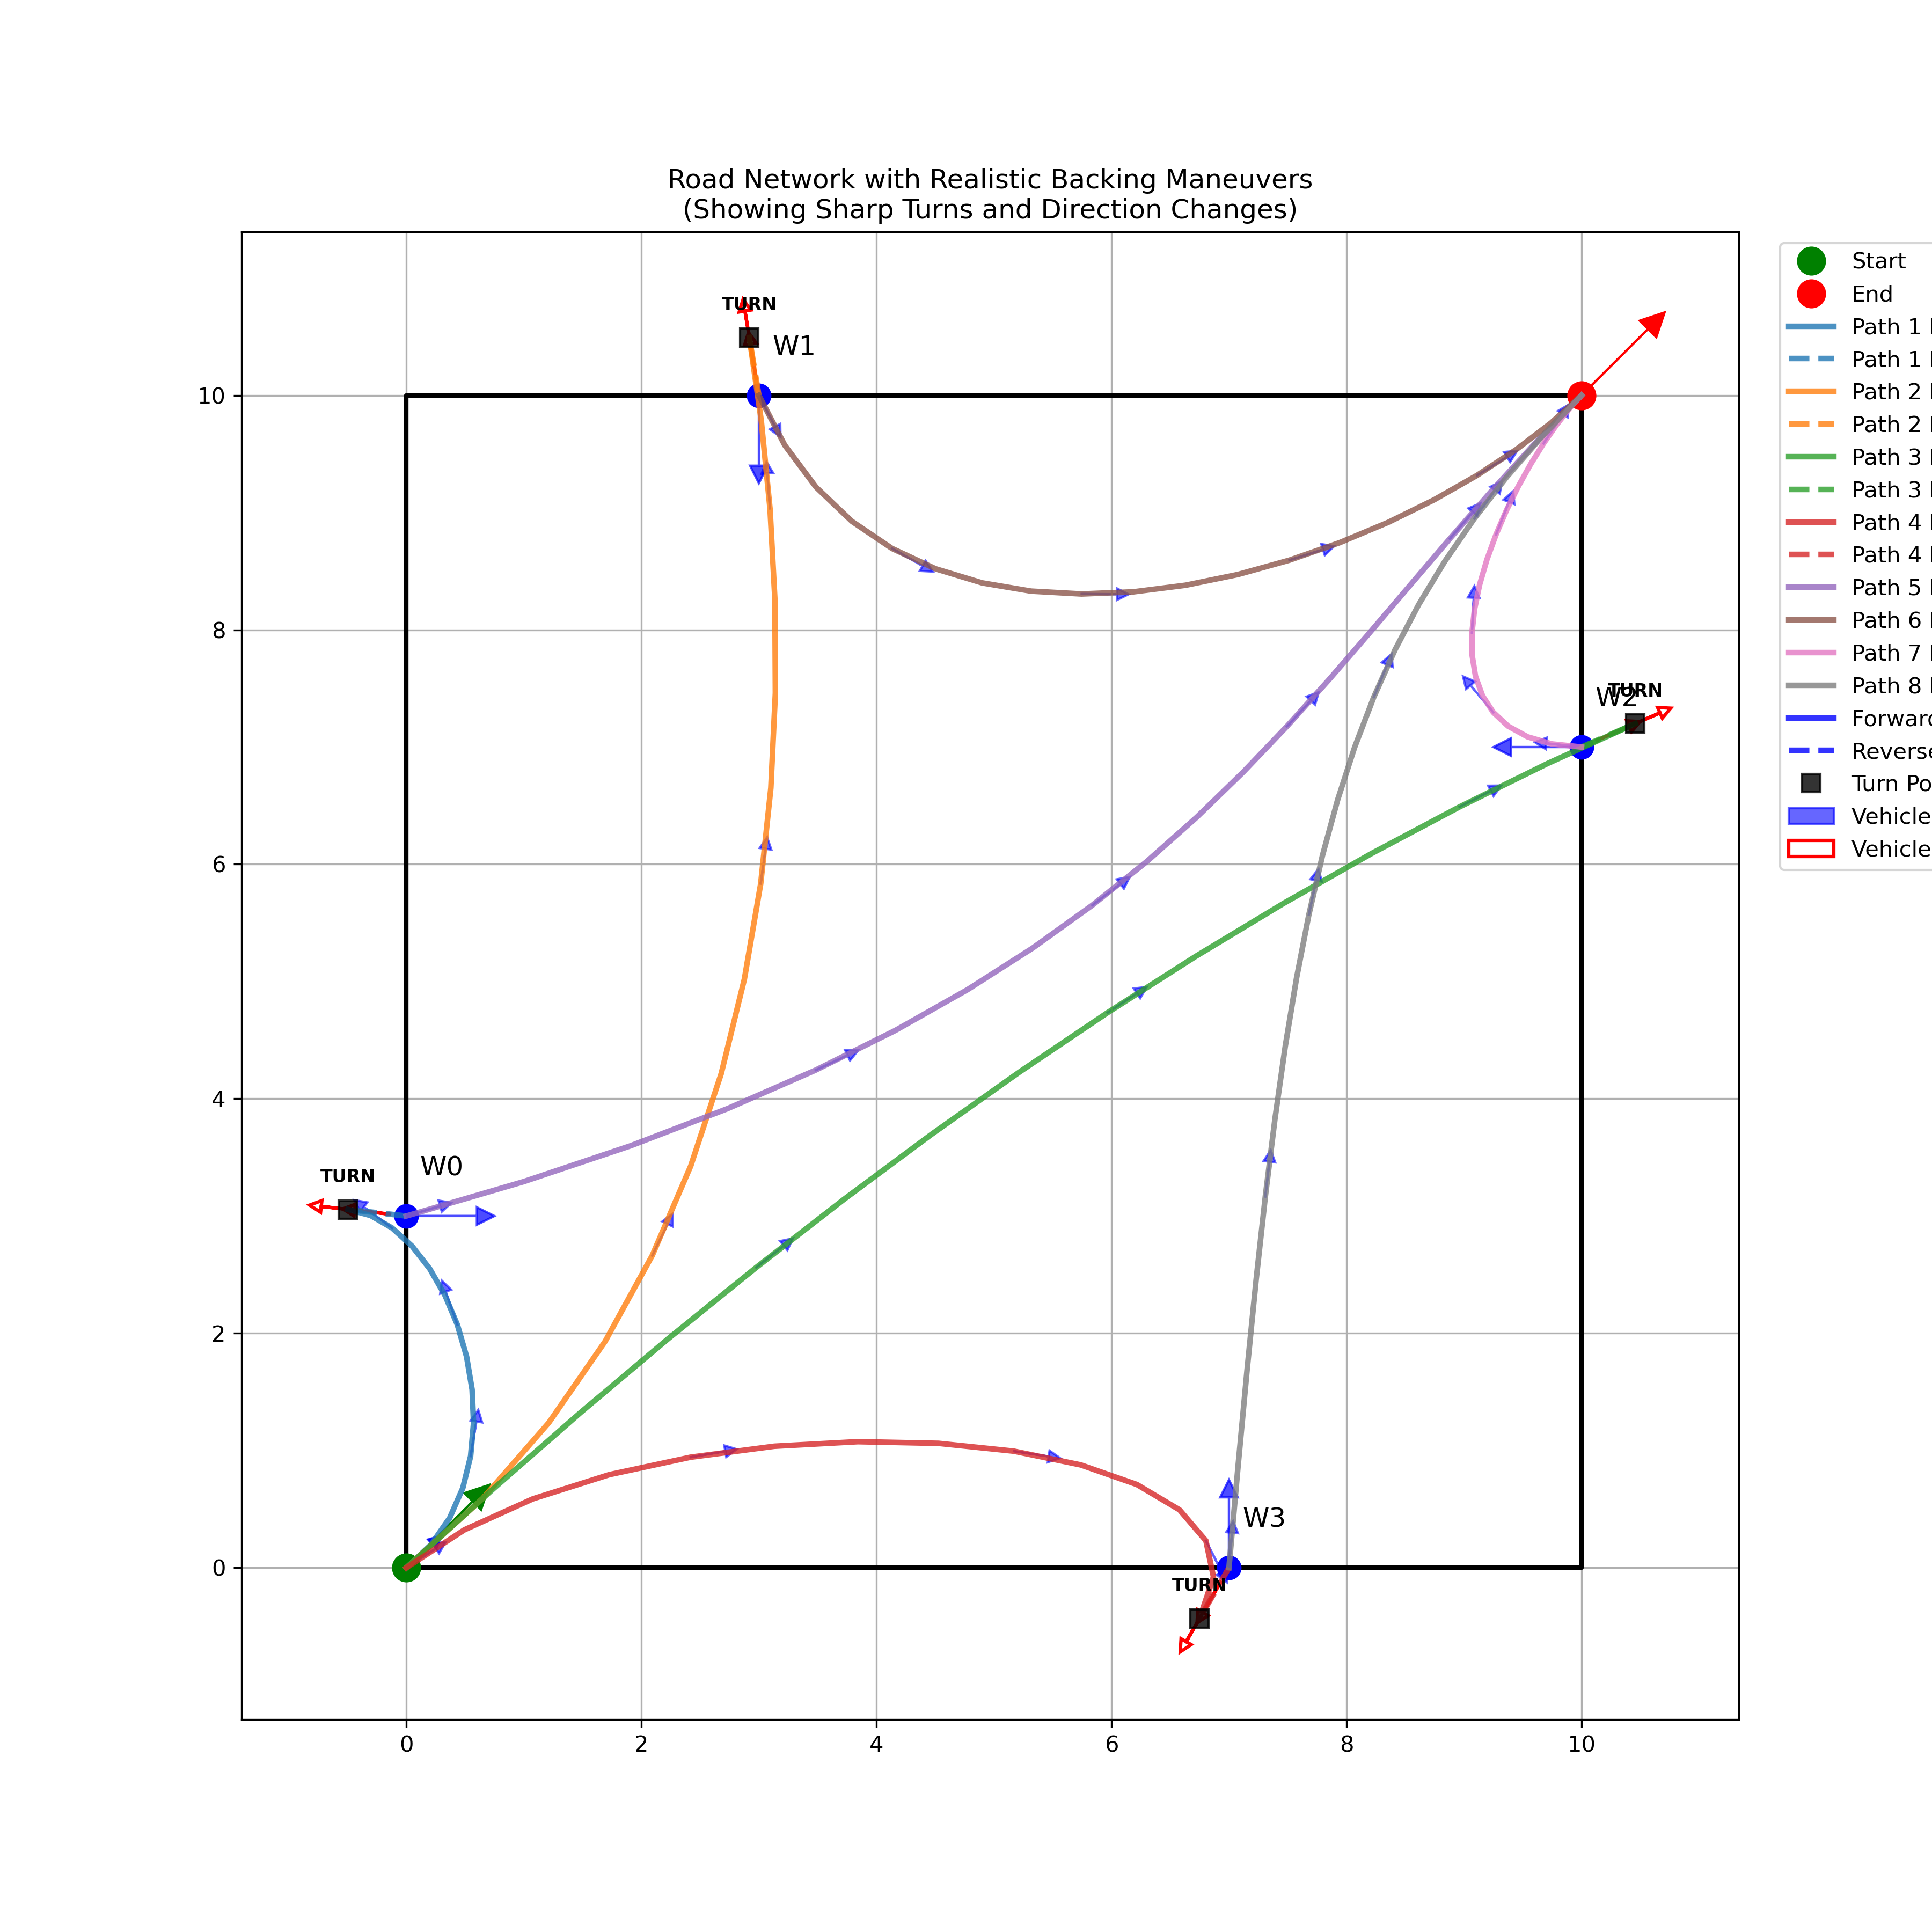 Road Network with Realistic Backing Maneuvers
(Showing Sharp Turns and Direction Changes)
TURN
W1
W2
TURN
W0
TURN
W3
TURN
10
8
6
4
2
0
0
2
4
6
8
10
Start
End
Path 1
Path 1
Path 2
Path 2
Path 3
Path 3
Path 4
Path 4
Path 5
Path 6
Path 7
Path 8
Forward
Reverse
Turn
Vehicle
Vehicle